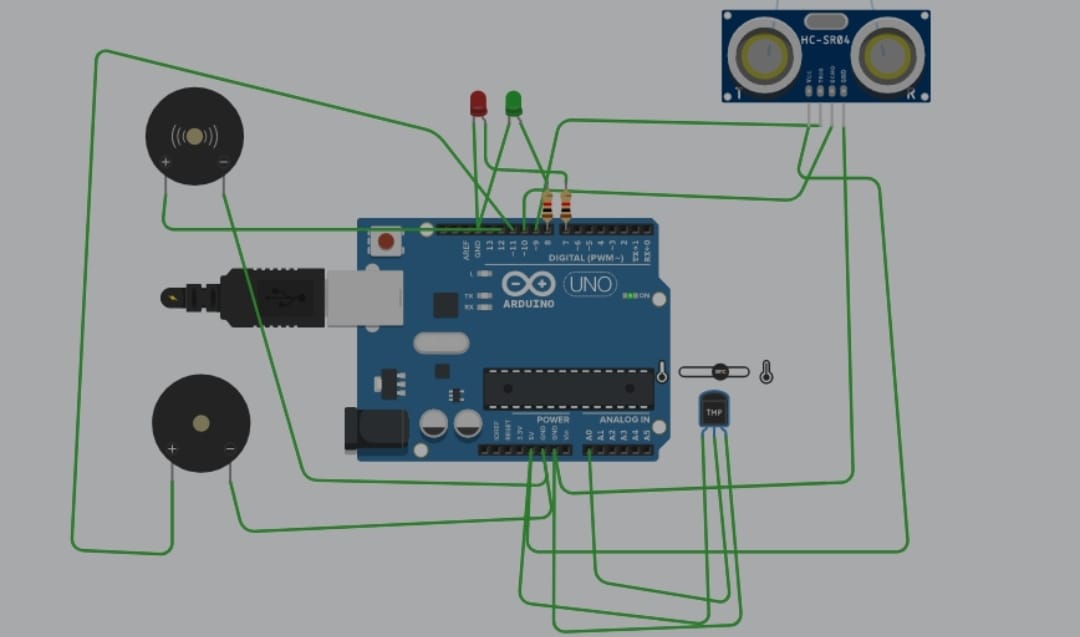 HC-SR04
VCC
TRIG
ECHO
GND
T
R
+
−
AREF
GND
13
12
~11
~10
~9
8
7
~6
~5
4
~3
2
TX→1
RX←0
DIGITAL (PWM~)
L
TX
RX
UNO
ON
ARDUINO
TMP
POWER
ANALOG IN
IOREF
RESET
3.3V
5V
GND
GND
Vin
A0
A1
A2
A3
A4
A5
+
−